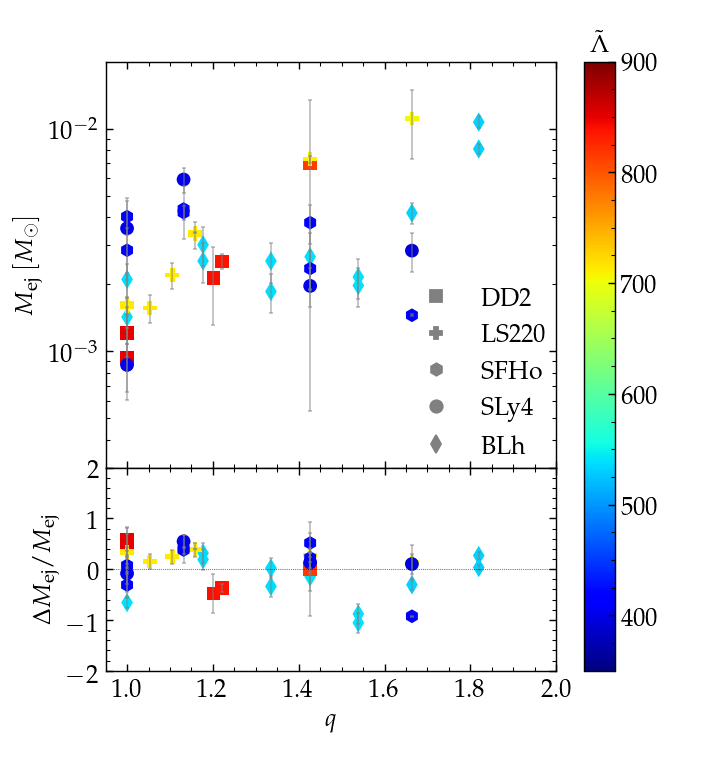 Λ̃
900
800
700
600
500
400
10⁻²
10⁻³
M_ej [M_⊙]
DD2
LS220
SFHo
SLy4
BLh
2
1
0
−1
−2
ΔM_ej/M_ej
1.0 1.2 1.4 1.6 1.8 2.0
q